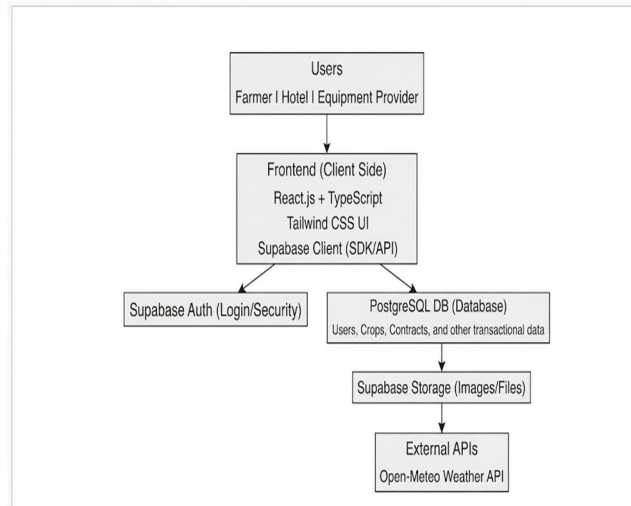 Users
Farmer | Hotel | Equipment Provider
Frontend (Client Side)
React.js + TypeScript
Tailwind CSS UI
Supabase Client (SDK/API)
Supabase Auth (Login/Security)
PostgreSQL DB (Database)
Users, Crops, Contracts, and other transactional data
Supabase Storage (Images/Files)
External APIs
Open-Meteo Weather API